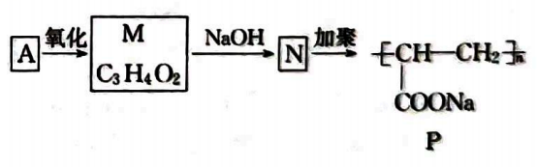 A 氧化 M C₃H₄O₂ NaOH N 加聚 -[CH-CH₂]-ₙ
COONa
P